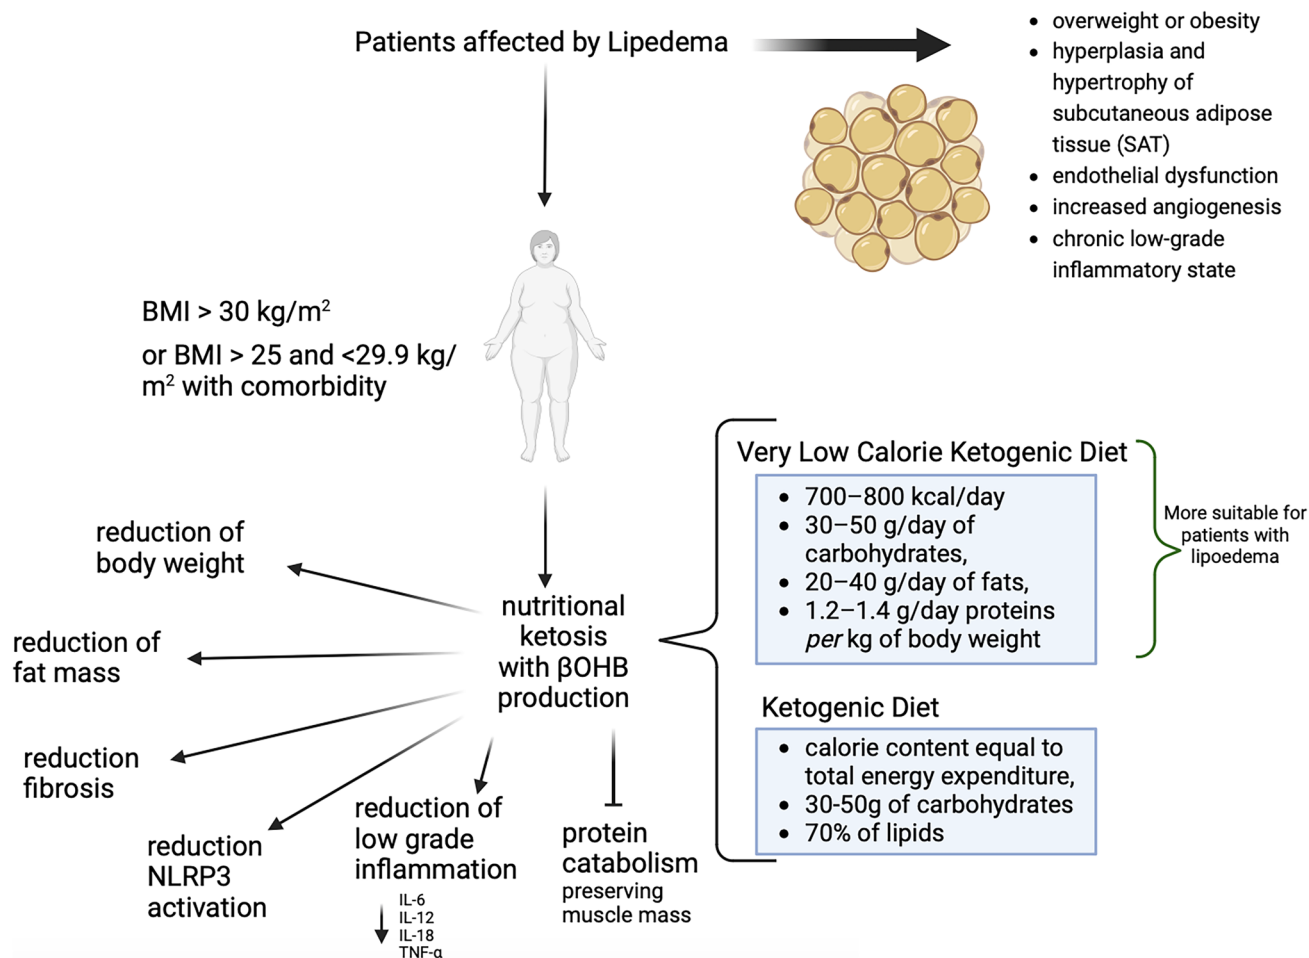 Patients affected by Lipedema
• overweight or obesity
• hyperplasia and
hypertrophy of
subcutaneous adipose
tissue (SAT)
• endothelial dysfunction
• increased angiogenesis
• chronic low-grade
inflammatory state
BMI > 30 kg/m²
or BMI > 25 and <29.9 kg/
m² with comorbidity
Very Low Calorie Ketogenic Diet
• 700–800 kcal/day
• 30–50 g/day of
carbohydrates,
• 20–40 g/day of fats,
• 1.2–1.4 g/day proteins
per kg of body weight
More suitable for
patients with
lipoedema
nutritional
ketosis
with βOHB
production
Ketogenic Diet
• calorie content equal to
total energy expenditure,
• 30-50g of carbohydrates
• 70% of lipids
reduction of
body weight
reduction of
fat mass
reduction
fibrosis
reduction
NLRP3
activation
reduction of
low grade
inflammation
IL-6
IL-12
IL-18
TNF-α
protein
catabolism
preserving
muscle mass